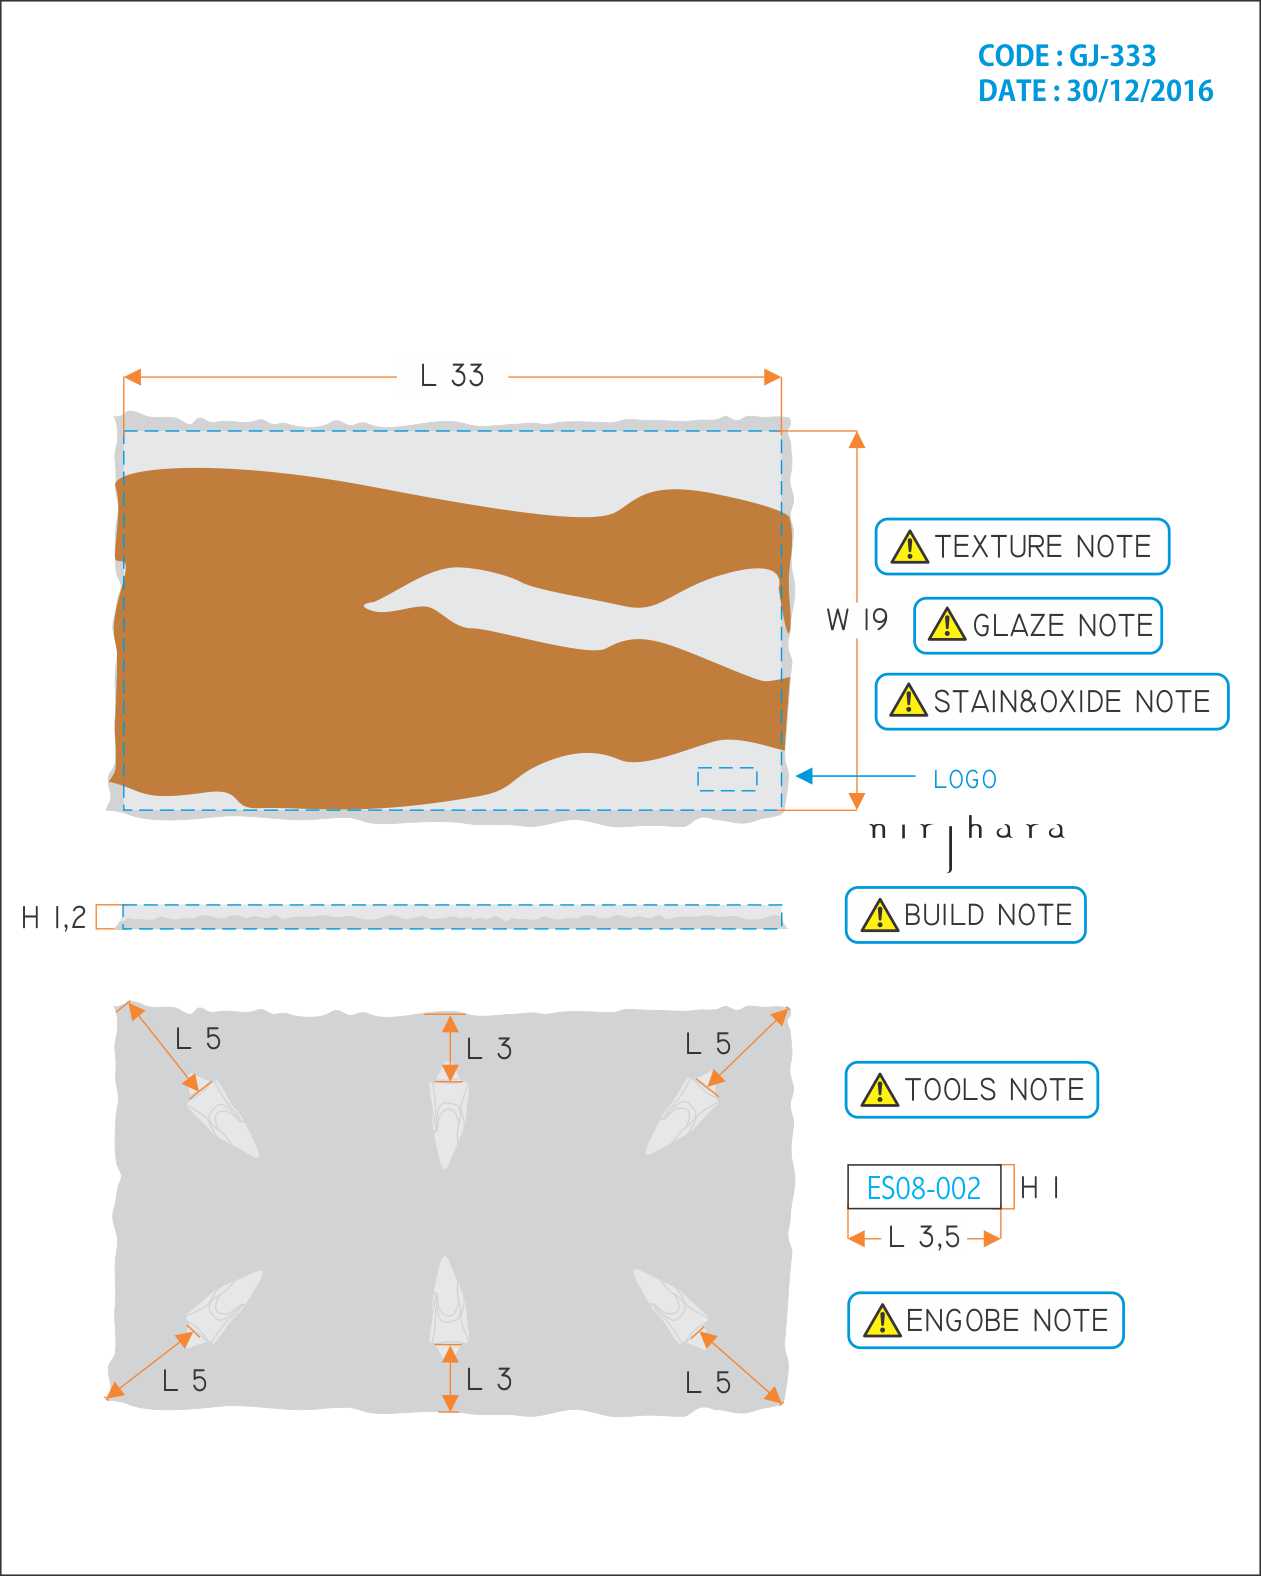 CODE : GJ-333
DATE : 30/12/2016
L 33
W 19
TEXTURE NOTE
GLAZE NOTE
STAIN&OXIDE NOTE
LOGO
nirjhara
H 1,2
BUILD NOTE
L 5
L 3
L 5
TOOLS NOTE
ES08-002
H 1
L 3,5
ENGOBE NOTE
L 5
L 3
L 5